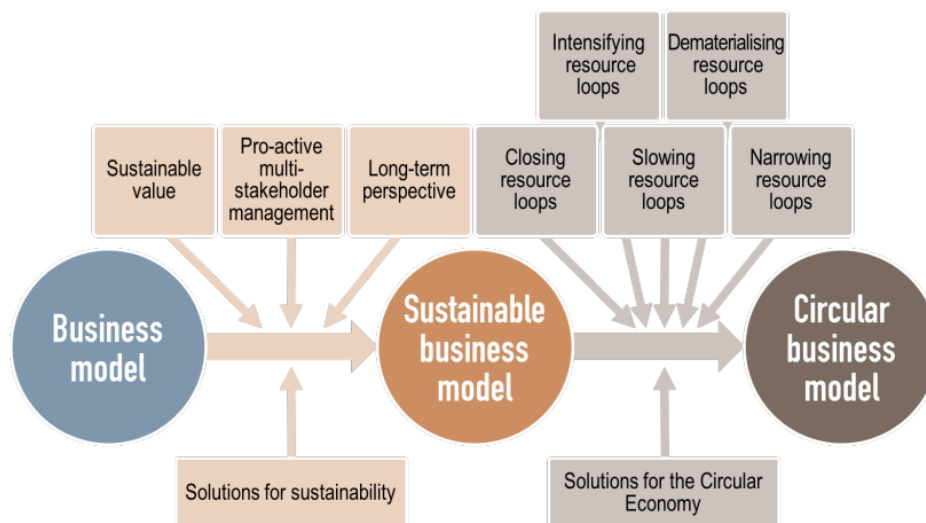 Intensifying
resource
loops
Dematerialising
resource
loops
Sustainable
value
Pro-active
multi-
stakeholder
management
Long-term
perspective
Closing
resource
loops
Slowing
resource
loops
Narrowing
resource
loops
Business
model
Sustainable
business
model
Circular
business
model
Solutions for sustainability
Solutions for the Circular
Economy